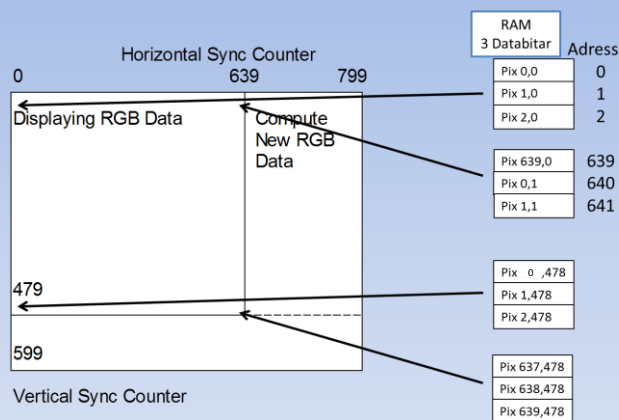 RAM
3 Databitar
Adress
Horizontal Sync Counter
0 639 799
Displaying RGB Data
Compute
New RGB
Data
479
599
Vertical Sync Counter
Pix 0,0 0
Pix 1,0 1
Pix 2,0 2
Pix 639,0 639
Pix 0,1 640
Pix 1,1 641
Pix 0 ,478
Pix 1,478
Pix 2,478
Pix 637,478
Pix 638,478
Pix 639,478